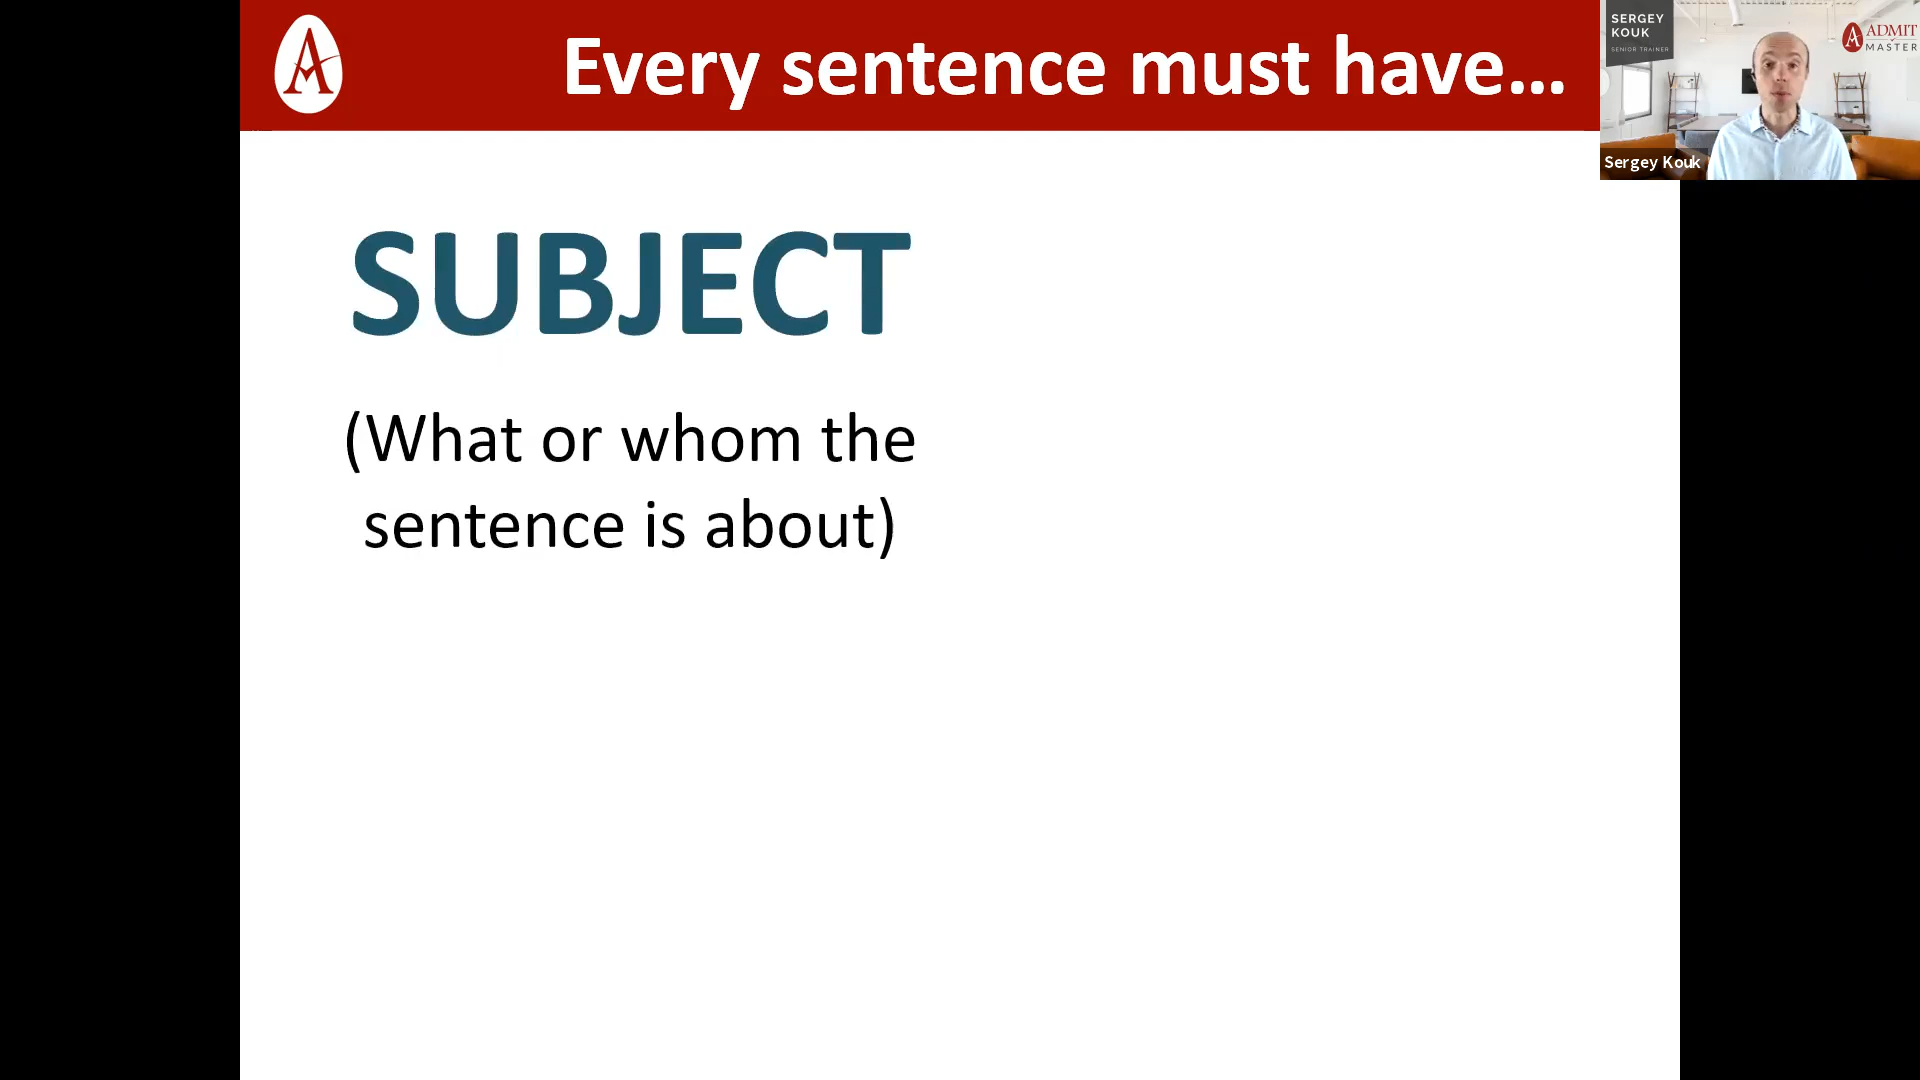 Every sentence must have...
SERGEY
KOUK
SENIOR TRAINER
ADMIT
MASTER
Sergey Kouk
SUBJECT
(What or whom the
sentence is about)